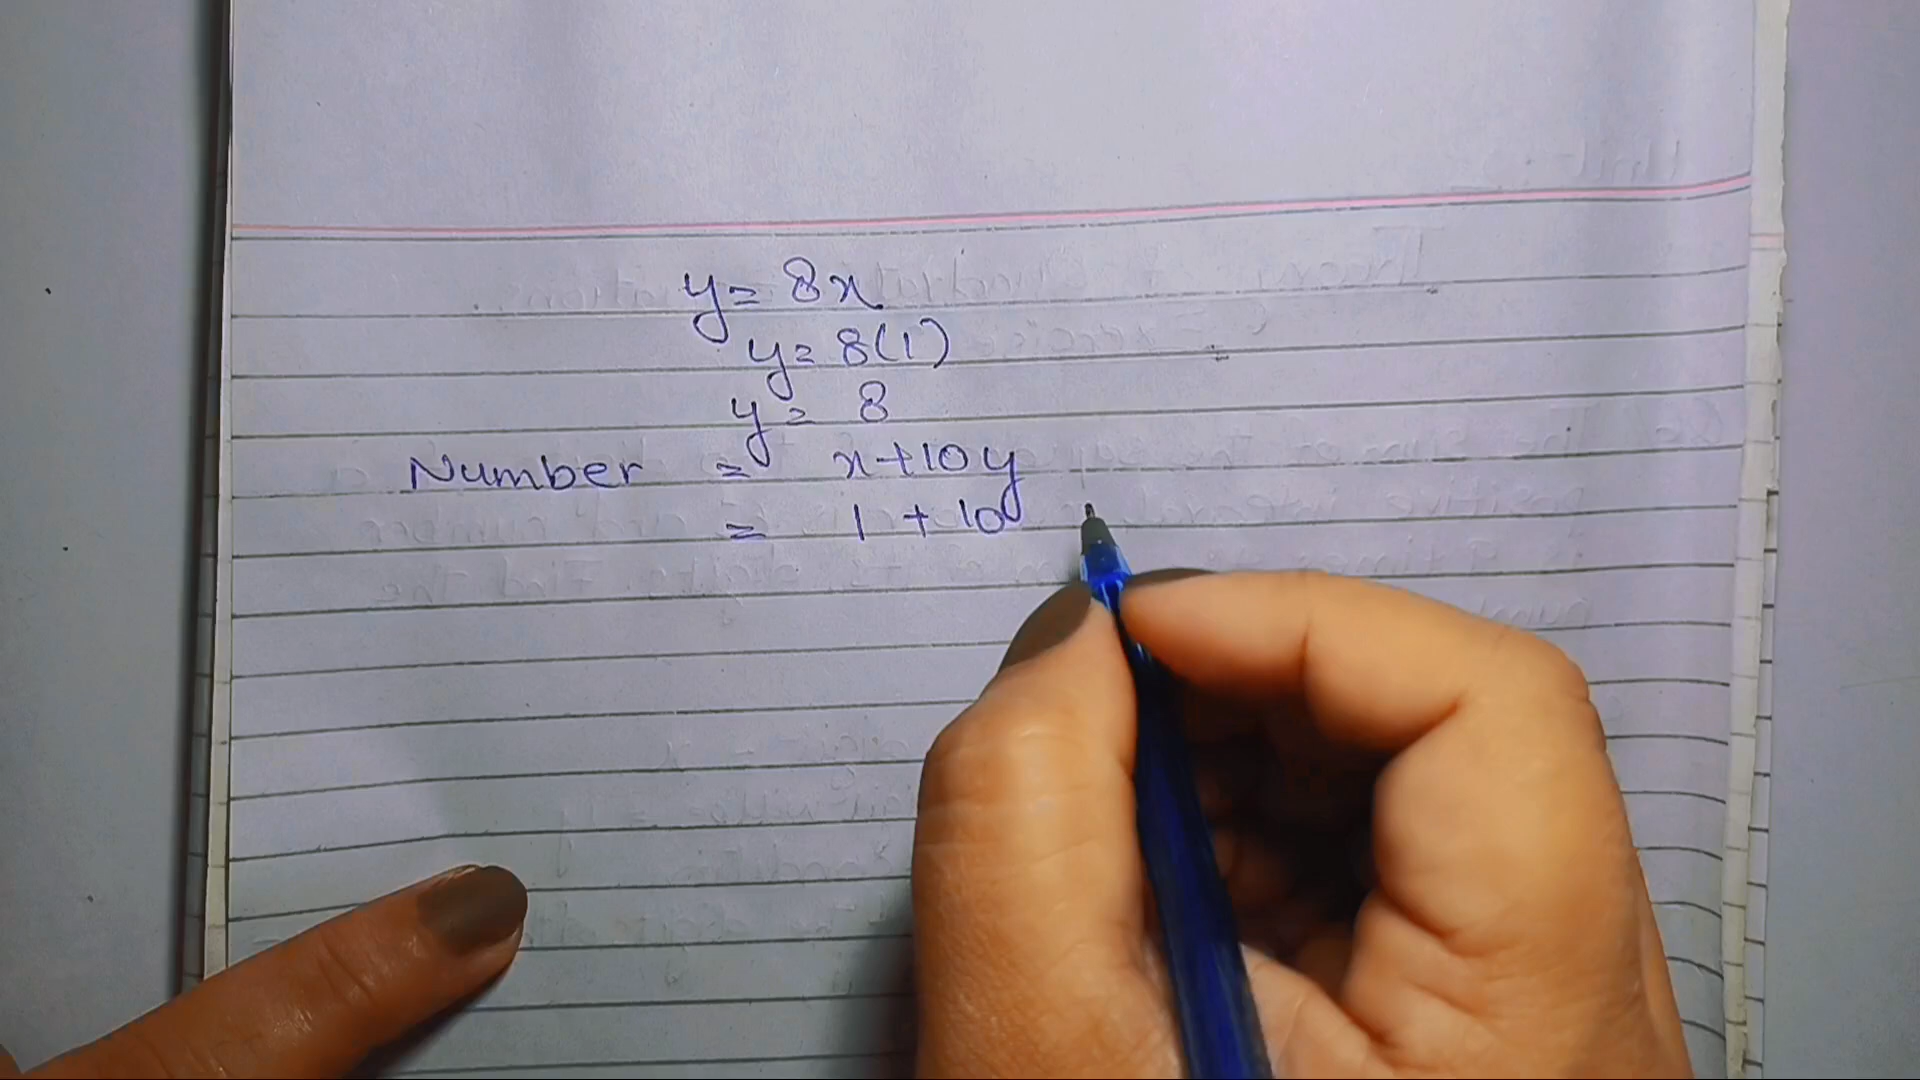 y = 8x
y = 8(1)
y = 8
Number = x+10y
= 1 + 10